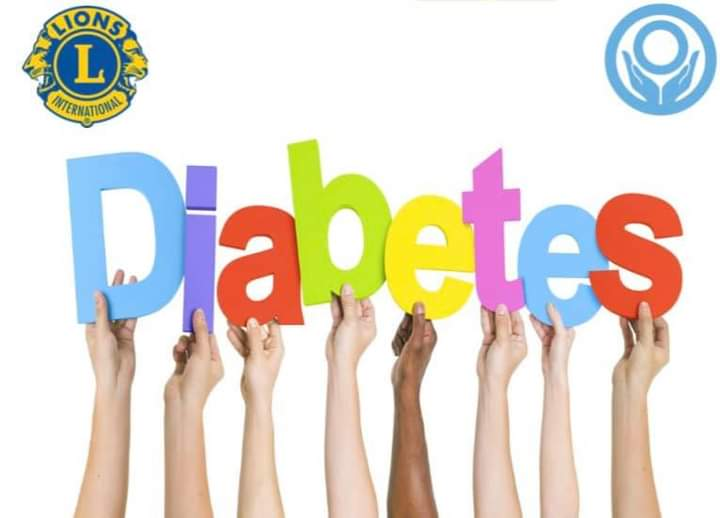 LIONS
L
INTERNATIONAL
®
Diabetes